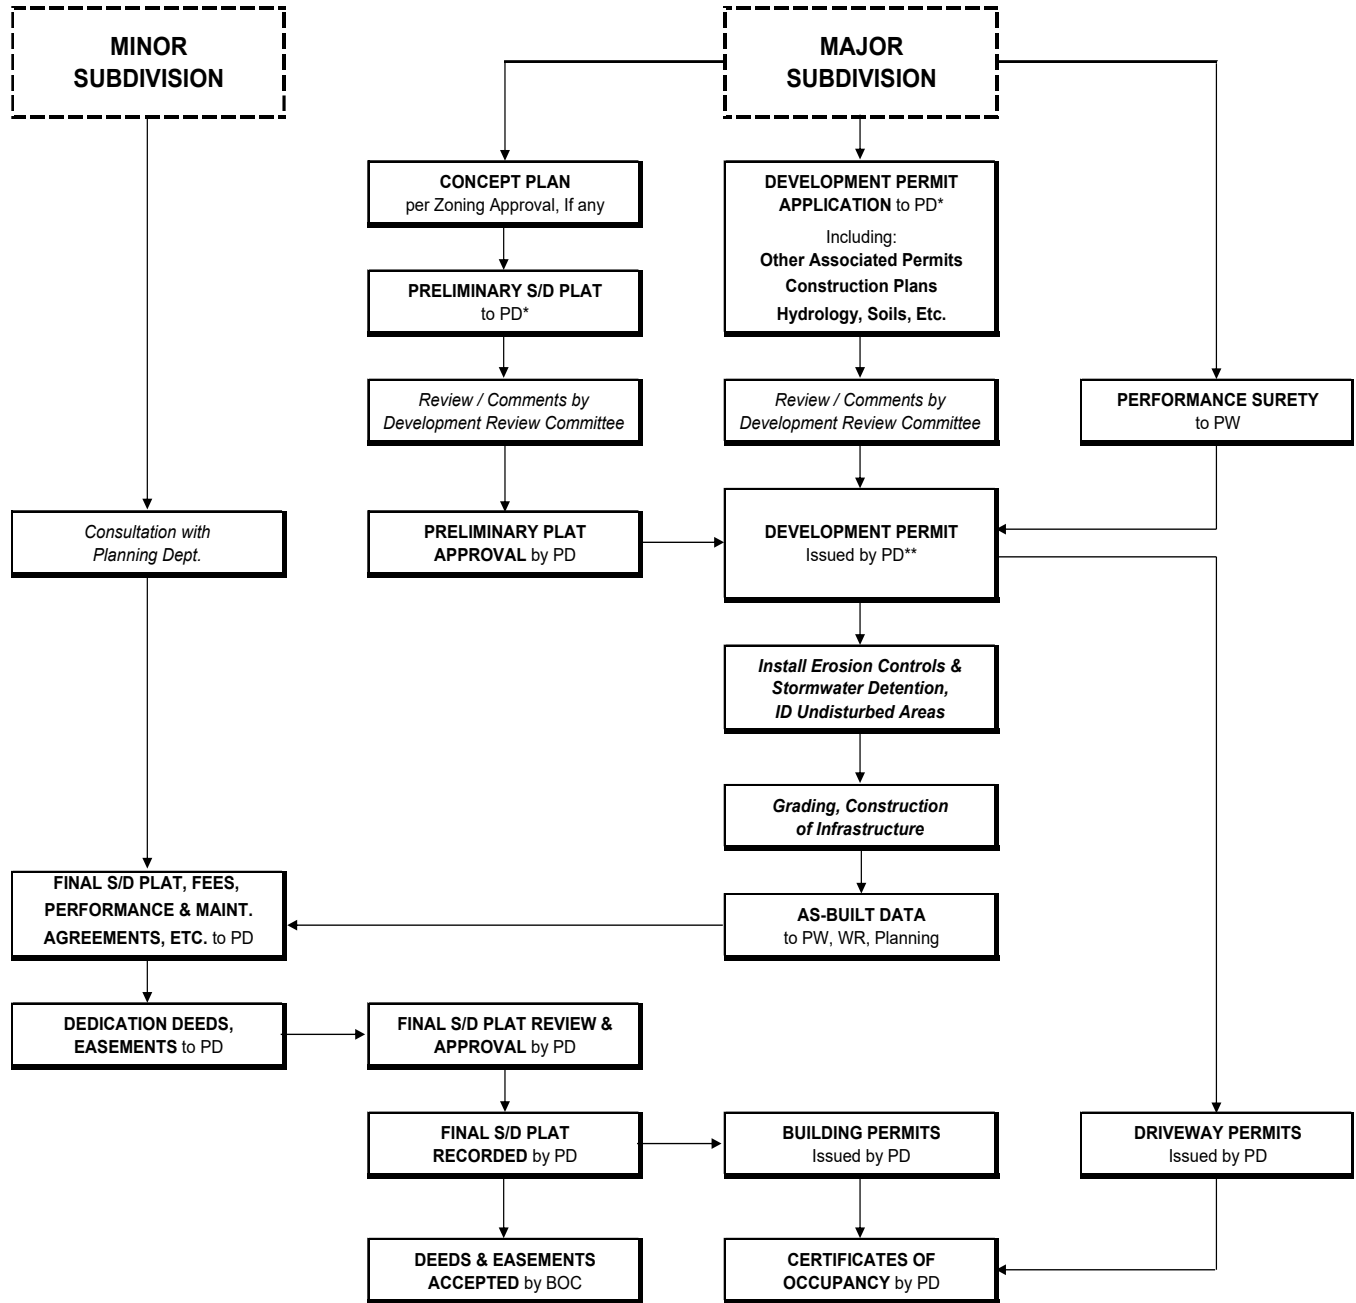 MINOR
SUBDIVISION
MAJOR
SUBDIVISION
CONCEPT PLAN
per Zoning Approval, If any
DEVELOPMENT PERMIT
APPLICATION to PD*
Including:
Other Associated Permits
Construction Plans
Hydrology, Soils, Etc.
PRELIMINARY S/D PLAT
to PD*
Review / Comments by
Development Review Committee
Review / Comments by
Development Review Committee
PERFORMANCE SURETY
to PW
Consultation with
Planning Dept.
PRELIMINARY PLAT
APPROVAL by PD
DEVELOPMENT PERMIT
Issued by PD**
Install Erosion Controls &
Stormwater Detention,
ID Undisturbed Areas
Grading, Construction
of Infrastructure
FINAL S/D PLAT, FEES,
PERFORMANCE & MAINT.
AGREEMENTS, ETC. to PD
AS-BUILT DATA
to PW, WR, Planning
DEDICATION DEEDS,
EASEMENTS to PD
FINAL S/D PLAT REVIEW &
APPROVAL by PD
FINAL S/D PLAT
RECORDED by PD
BUILDING PERMITS
Issued by PD
DRIVEWAY PERMITS
Issued by PD
DEEDS & EASEMENTS
ACCEPTED by BOC
CERTIFICATES OF
OCCUPANCY by PD